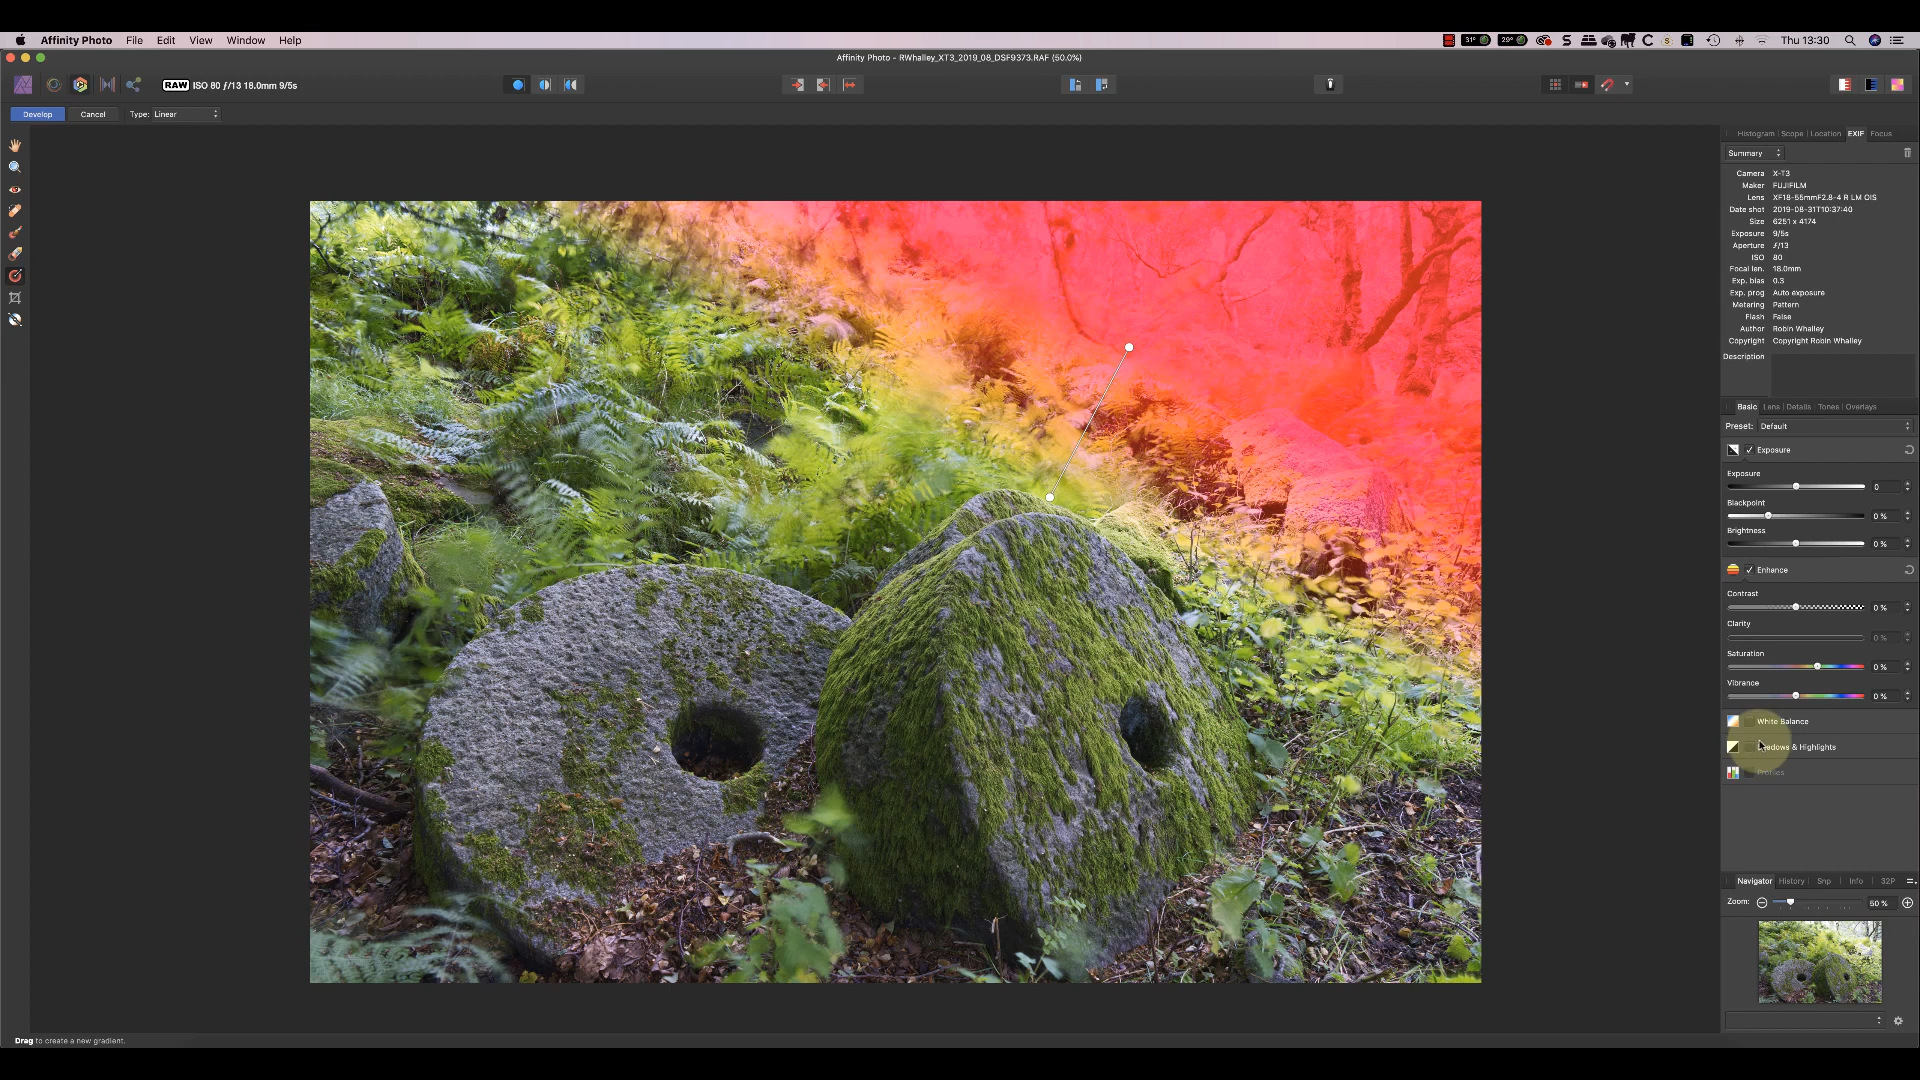 Affinity Photo File Edit View Window Help
31° 29° Thu 13:30
Affinity Photo - RWhalley_XT3_2019_08_DSF9373.RAF (50.0%)
RAW ISO 80 ƒ/13 18.0mm 9/5s
Develop Cancel Type: Linear
Histogram Scope Location EXIF Focus
Summary
Camera X-T3
Maker FUJIFILM
Lens XF18-55mmF2.8-4 R LM OIS
Date shot 2019-08-31T10:37:40
Size 6251 x 4174
Exposure 9/5s
Aperture ƒ/13
ISO 80
Focal len. 18.0mm
Exp. bias 0.3
Exp. prog Auto exposure
Metering Pattern
Flash False
Author Robin Whalley
Copyright Copyright Robin Whalley
Description
Basic Lens Details Tones Overlays
Preset: Default
Exposure
Exposure
0
Blackpoint
0 %
Brightness
0 %
Enhance
Contrast
0 %
Clarity
0 %
Saturation
0 %
Vibrance
0 %
White Balance
& Highlights
Profiles
Navigator History Snp Info 32P
Zoom: 50 %
Drag to create a new gradient.